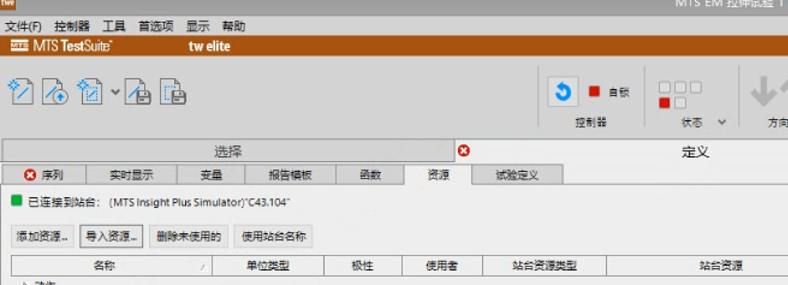 twe
MTS EM 拉伸试验 1
文件(F) 控制器 工具 首选项 显示 帮助
MTS TestSuite™ tw elite
自锁
控制器 状态 方向
选择 定义
序列 实时显示 变量 报告模板 函数 资源 试验定义
已连接到站台: (MTS Insight Plus Simulator)"C43.104"
添加资源... 导入资源... 删除未使用的 使用站台名称
名称 单位类型 极性 使用者 站台资源类型 站台资源
动作